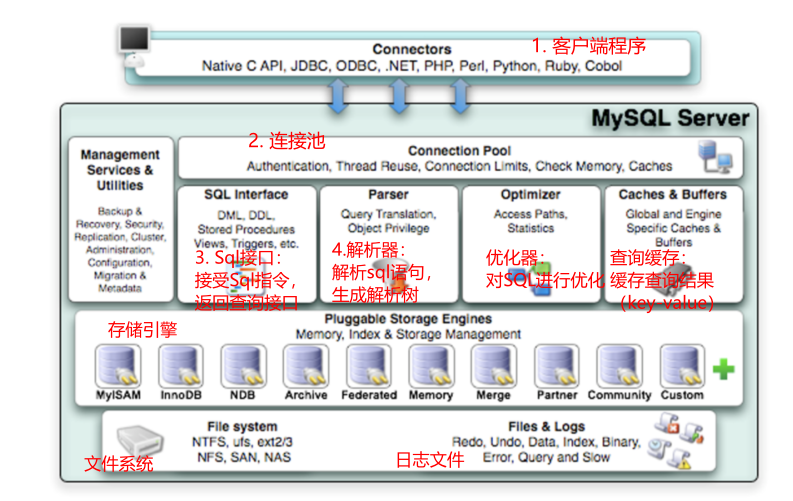 Connectors
1. 客户端程序
Native C API, JDBC, ODBC, .NET, PHP, Perl, Python, Ruby, Cobol
MySQL Server
Management
Services &
Utilities
Backup &
Recovery, Security,
Replication, Cluster,
Administration,
Configuration,
Migration &
Metadata
2. 连接池
Connection Pool
Authentication, Thread Reuse, Connection Limits, Check Memory, Caches
SQL Interface
DML, DDL,
Stored Procedures
Views, Triggers, etc.
3. Sql接口：
接受Sql指令，
返回查询接口
Parser
Query Translation,
Object Privilege
4.解析器：
解析sql语句，
生成解析树
Optimizer
Access Paths,
Statistics
优化器：
对SQL进行优化
Caches & Buffers
Global and Engine
Specific Caches &
Buffers
查询缓存：
缓存查询结果
（key-value）
Pluggable Storage Engines
存储引擎
Memory, Index & Storage Management
MyISAM
InnoDB
NDB
Archive
Federated
Memory
Merge
Partner
Community
Custom
File system
NTFS, ufs, ext2/3
NFS, SAN, NAS
文件系统
Files & Logs
Redo, Undo, Data, Index, Binary,
Error, Query and Slow
日志文件